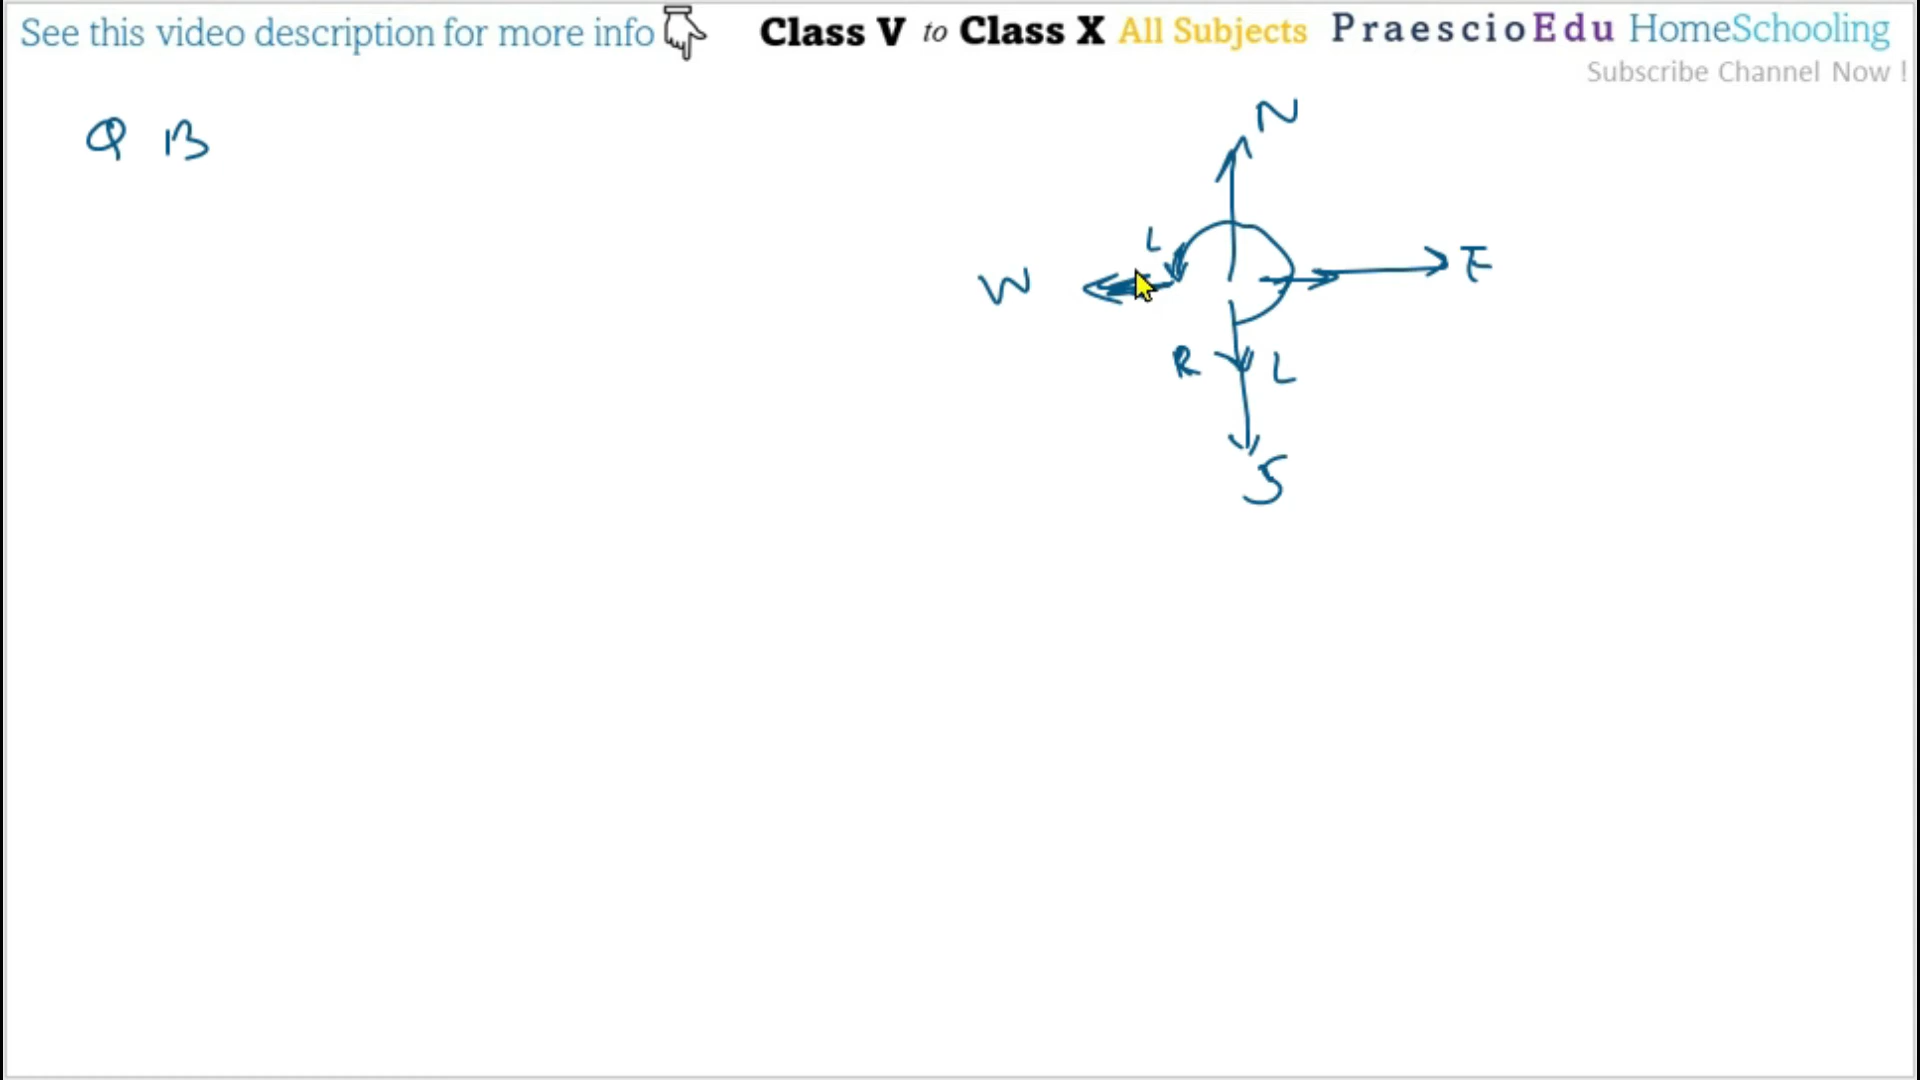 See this video description for more info Class V to Class X All Subjects PraescioEdu HomeSchooling
Subscribe Channel Now !
Q 13
N
L
W
E
R L
S